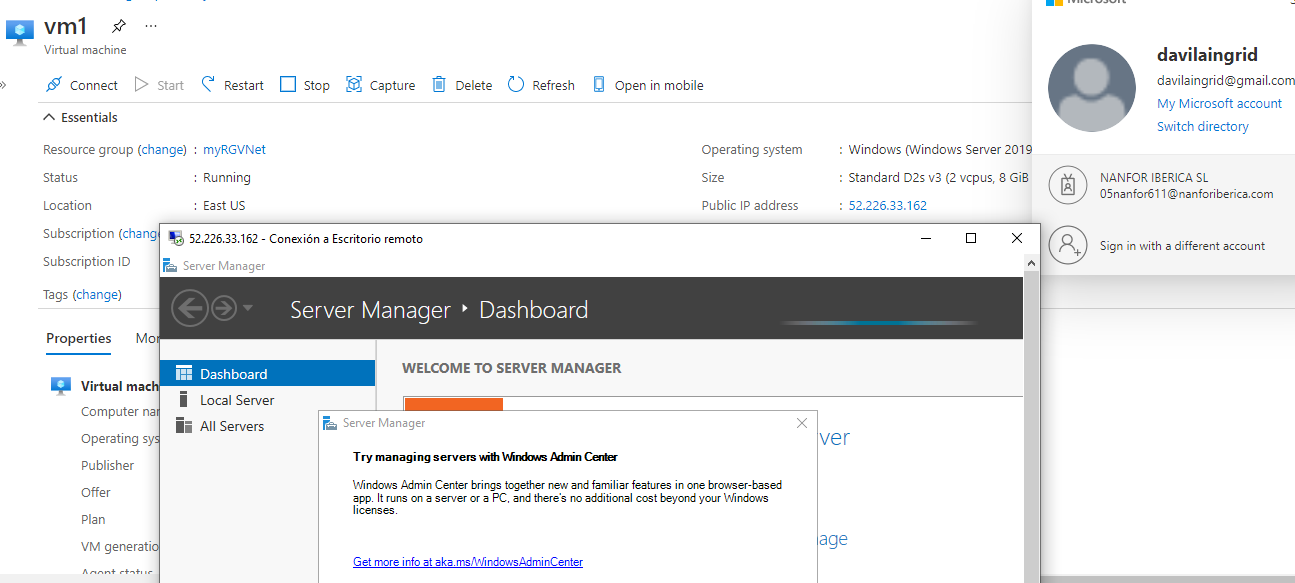 vm1
Virtual machine
Connect Start Restart Stop Capture Delete Refresh Open in mobile
Essentials
Resource group (change) : myRGVNet
Status : Running
Location : East US
Subscription (change
Subscription ID
Tags (change)
Operating system : Windows (Windows Server 2019
Size : Standard D2s v3 (2 vcpus, 8 GiB
Public IP address : 52.226.33.162
Properties Mo
Virtual mach
Computer na
Operating sys
Publisher
Offer
Plan
VM generatio
Agent status
Microsoft
davilaingrid
davilaingrid@gmail.com
My Microsoft account
Switch directory
NANFOR IBERICA SL
05nanfor611@nanforiberica.com
Sign in with a different account
52.226.33.162 - Conexión a Escritorio remoto
Server Manager
Server Manager Dashboard
Dashboard
Local Server
All Servers
WELCOME TO SERVER MANAGER
ver
age
Server Manager
Try managing servers with Windows Admin Center
Windows Admin Center brings together new and familiar features in one browser-based
app. It runs on a server or a PC, and there's no additional cost beyond your Windows
licenses.
Get more info at aka.ms/WindowsAdminCenter